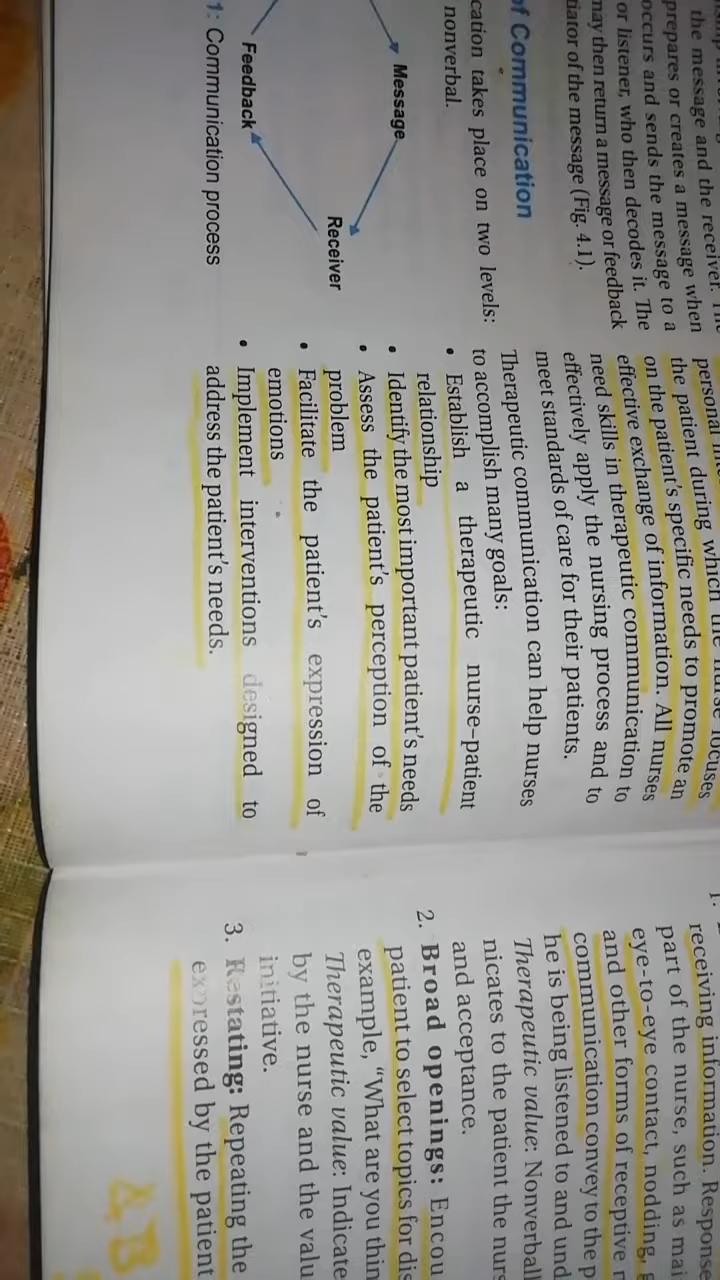 the message and the receiver.
prepares or creates a message when
occurs and sends the message to a
or listener, who then decodes it. The
may then return a message or feedback
tiator of the message (Fig. 4.1).
of Communication
cation takes place on two levels:
nonverbal.
Message
Receiver
Feedback
1: Communication process
personal
the patient during which the nurse focuses
on the patient's specific needs to promote an
effective exchange of information. All nurses
need skills in therapeutic communication to
effectively apply the nursing process and to
meet standards of care for their patients.
Therapeutic communication can help nurses
to accomplish many goals:
• Establish a therapeutic nurse–patient
relationship
• Identify the most important patient's needs
• Assess the patient's perception of the
problem
• Facilitate the patient's expression of
emotions
• Implement interventions designed to
address the patient's needs.
1.
receiving information. Response
part of the nurse, such as mai
eye-to-eye contact, nodding,
and other forms of receptive
communication convey to the p
he is being listened to and und
Therapeutic value: Nonverball
nicates to the patient the nurs
and acceptance.
2. Broad openings: Encou
patient to select topics for dis
example, "What are you thin
Therapeutic value: Indicate
by the nurse and the valu
initiative.
3. Restating: Repeating the
expressed by the patient